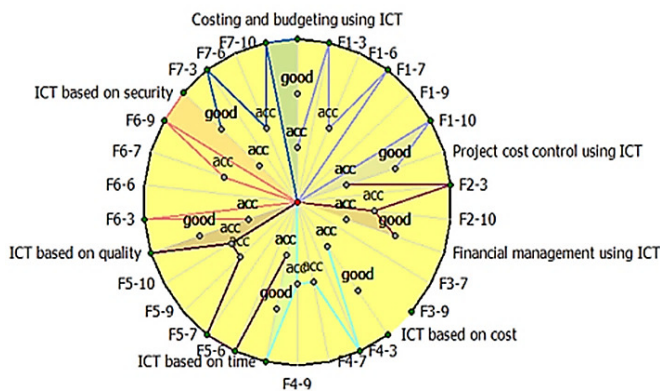 Costing and budgeting using ICT
F7-10
F1-3
F7-6
F1-6
F7-3
F1-7
good
ICT based on security
F1-9
good
acc
acc
F6-9
F1-10
acc
acc
good
F6-7
Project cost control using ICT
acc
acc
F6-6
F2-3
acc
acc
acc
F6-3
F2-10
good
good
acc
ICT based on quality
Financial management using ICT
acc
acc
acc
acc
F5-10
F3-7
good
good
F5-9
F3-9
F5-7
ICT based on cost
F5-6
F4-3
ICT based on time
F4-7
F4-9